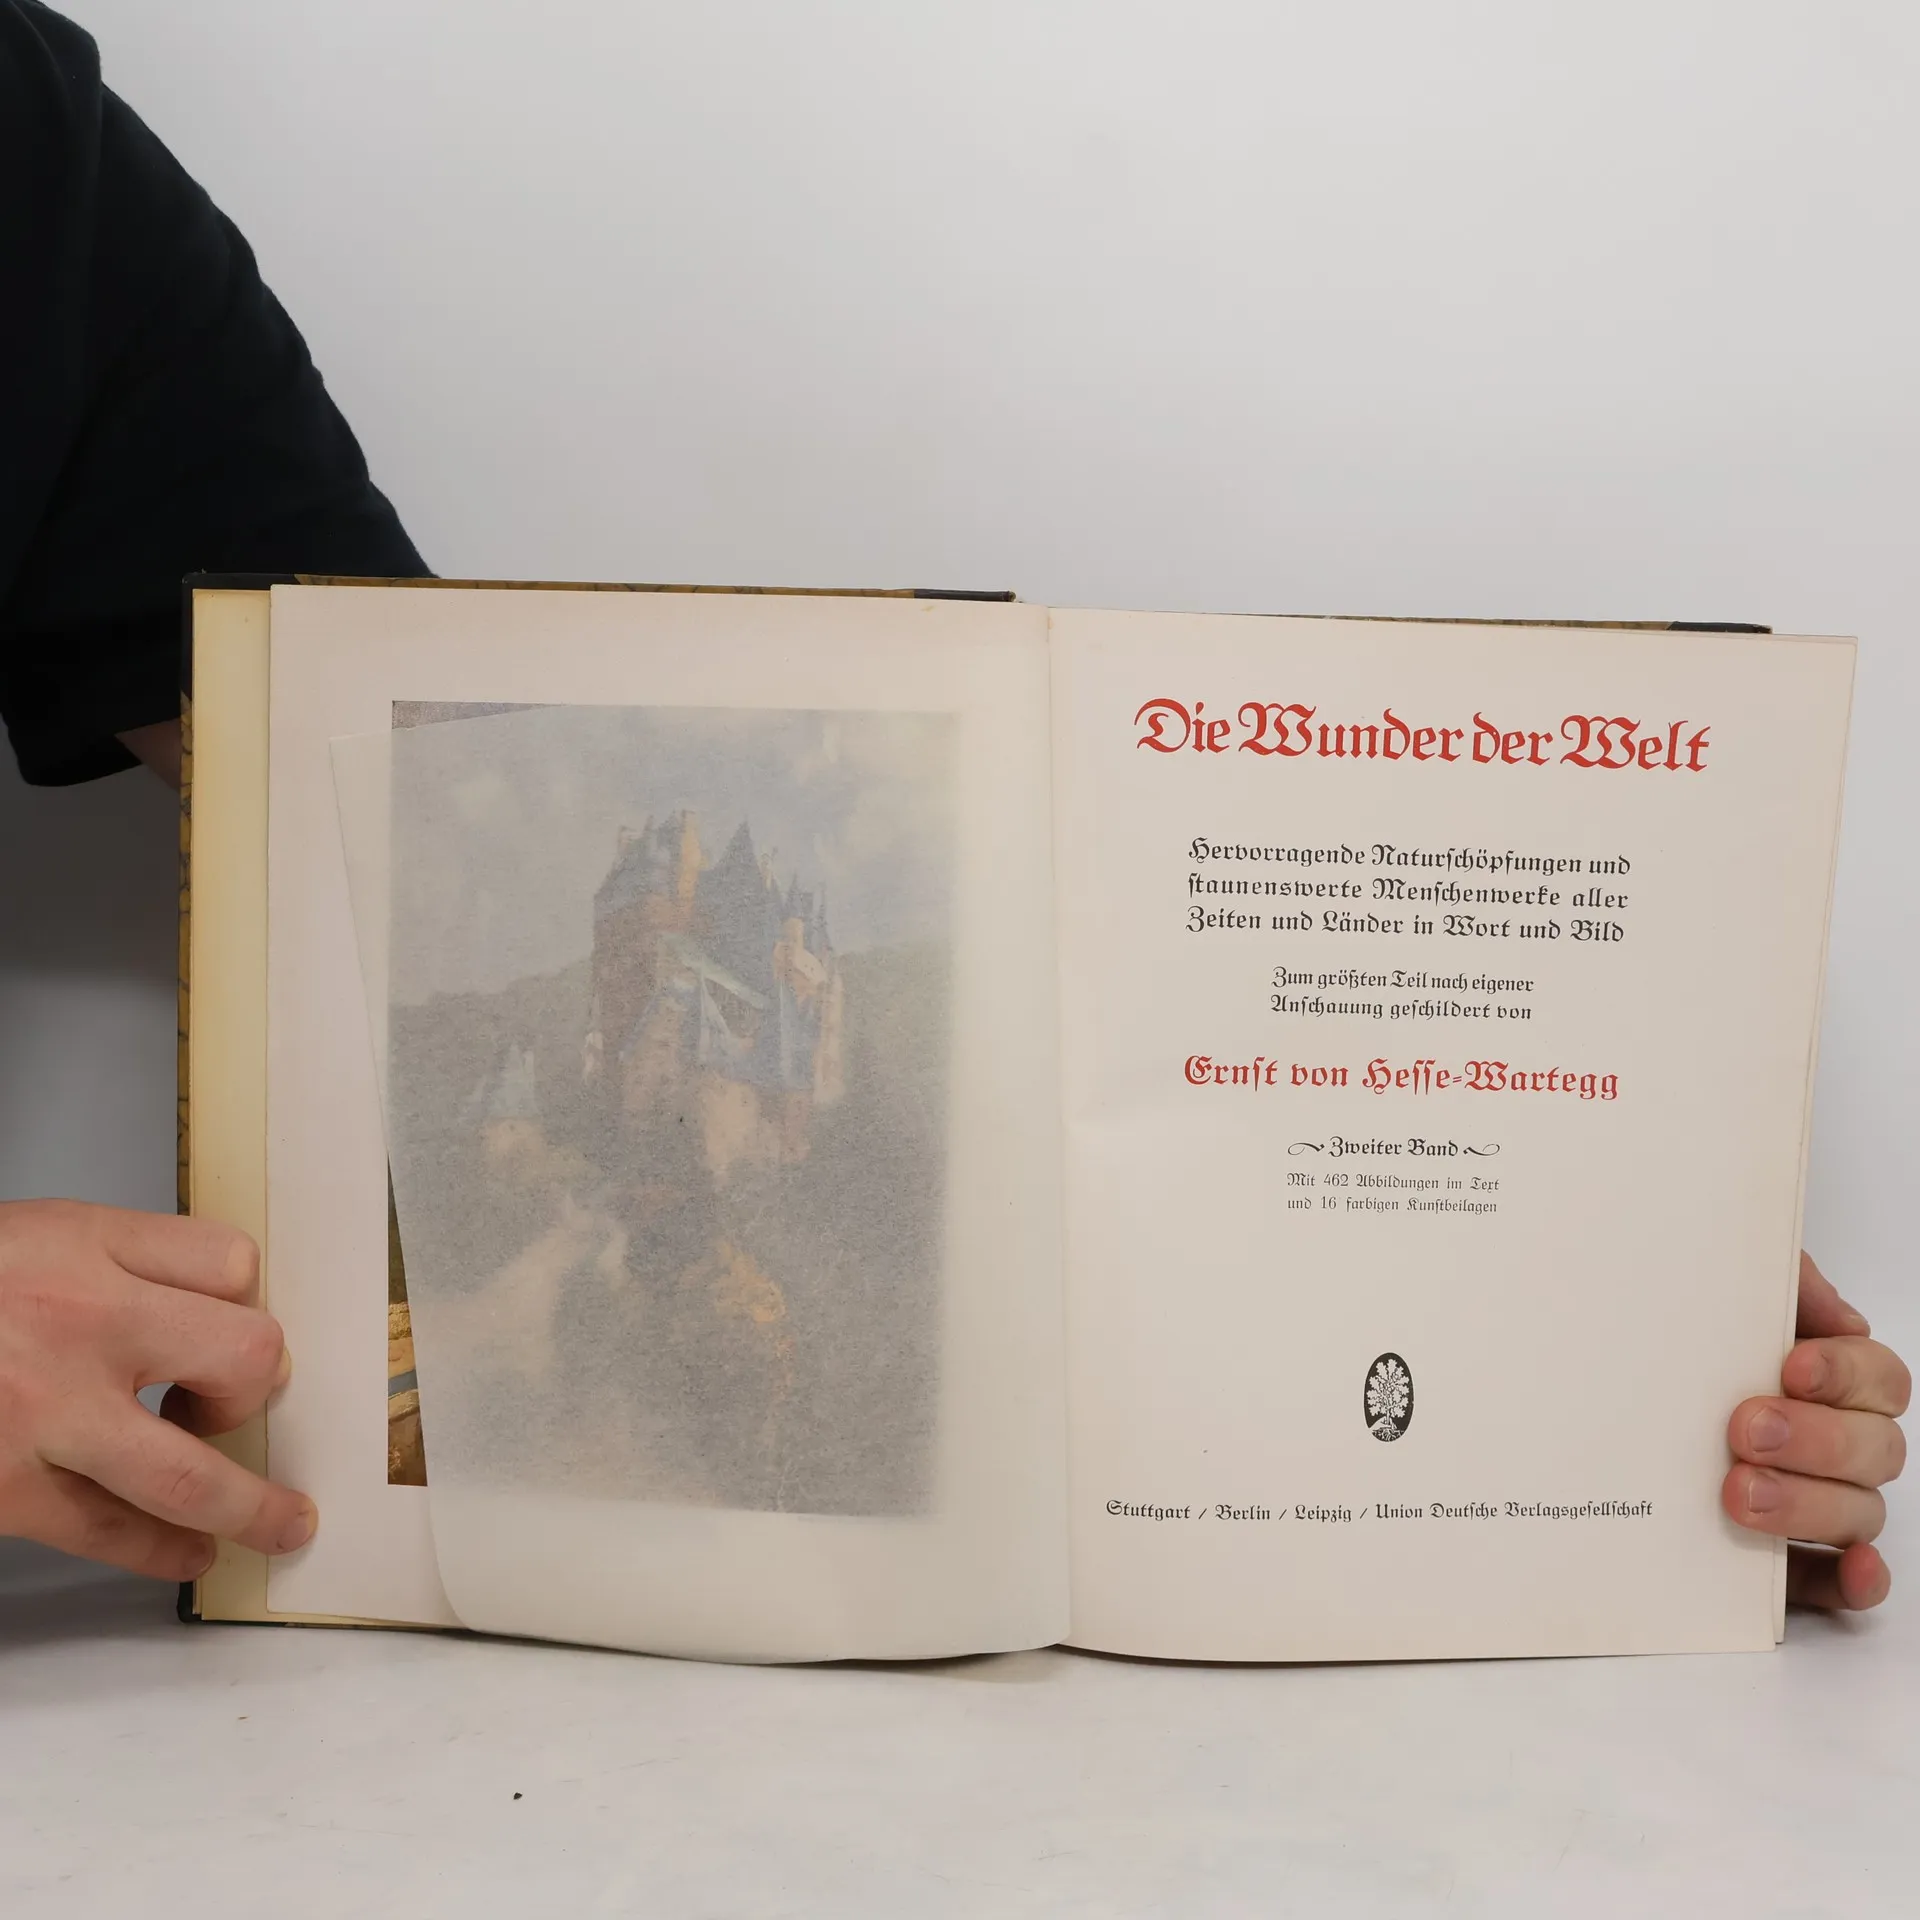 Die Wunder der Welt
Hervorragende Naturſchöpfungen und
ſtaunenswerte Menſchenwerke aller
Zeiten und Länder in Wort und Bild
Zum größten Teil nach eigener
Anſchauung geſchildert von
Ernſt von Heſſe-Wartegg
Zweiter Band
Mit 462 Abbildungen im Text
und 16 farbigen Kunſtbeilagen
Stuttgart / Berlin / Leipzig / Union Deutſche Verlagsgeſellſchaft